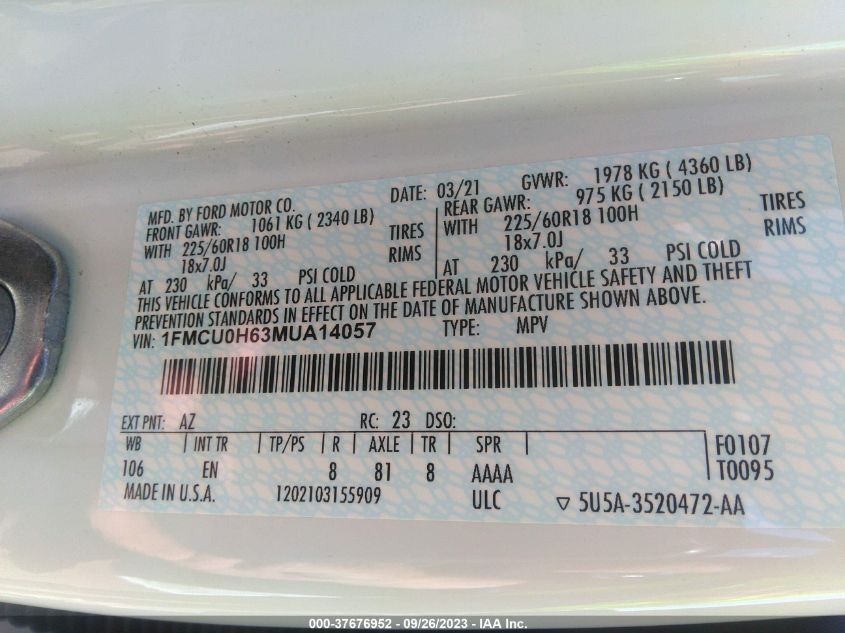 MFD. BY FORD MOTOR CO.
DATE: 03/21
GVWR: 1978 KG ( 4360 LB)
FRONT GAWR: 1061 KG ( 2340 LB)
WITH 225/60R18 100H TIRES
18x7.0J RIMS
AT 230 kPa/ 33 PSI COLD
REAR GAWR: 975 KG ( 2150 LB)
WITH 225/60R18 100H TIRES
18x7.0J RIMS
AT 230 kPa/ 33 PSI COLD
THIS VEHICLE CONFORMS TO ALL APPLICABLE FEDERAL MOTOR VEHICLE SAFETY AND THEFT
PREVENTION STANDARDS IN EFFECT ON THE DATE OF MANUFACTURE SHOWN ABOVE.
VIN: 1FMCU0H63MUA14057
TYPE: MPV
EXT PNT: AZ RC: 23 DSO:
WB INT TR TP/PS R AXLE TR SPR
106 EN 8 81 8 AAAA
F0107
T0095
MADE IN U.S.A. 1202103155909 ULC ▽ 5U5A-3520472-AA
000-37676952 - 09/26/2023 - IAA Inc.